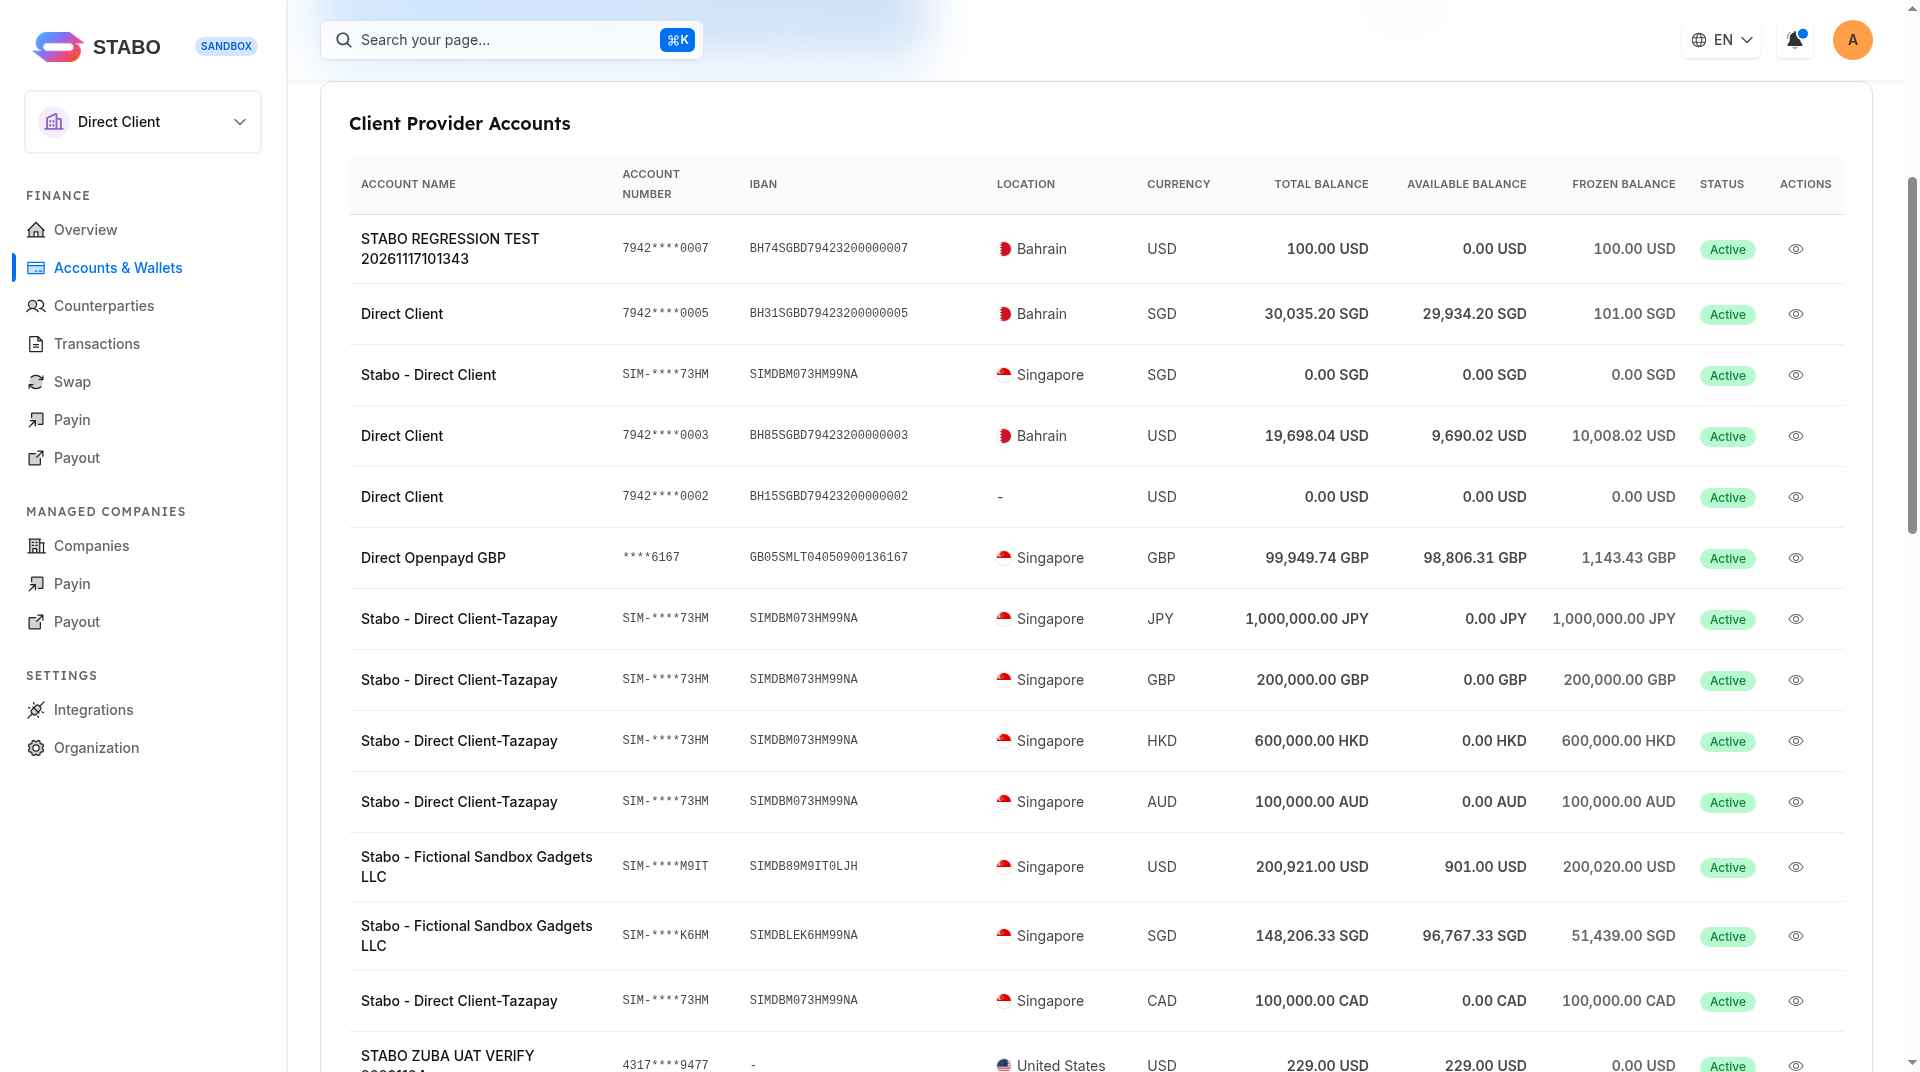 STABO
SANDBOX
Search your page...
⌘K
EN
A
Direct Client
FINANCE
Overview
Accounts & Wallets
Counterparties
Transactions
Swap
Payin
Payout
MANAGED COMPANIES
Companies
Payin
Payout
SETTINGS
Integrations
Organization
Client Provider Accounts
ACCOUNT NAME ACCOUNT NUMBER IBAN LOCATION CURRENCY TOTAL BALANCE AVAILABLE BALANCE FROZEN BALANCE STATUS ACTIONS
STABO REGRESSION TEST 20261117101343 7942****0007 BH74SGBD79423200000007 Bahrain USD 100.00 USD 0.00 USD 100.00 USD Active
Direct Client 7942****0005 BH31SGBD79423200000005 Bahrain SGD 30,035.20 SGD 29,934.20 SGD 101.00 SGD Active
Stabo - Direct Client SIM-****73HM SIMDBM073HM99NA Singapore SGD 0.00 SGD 0.00 SGD 0.00 SGD Active
Direct Client 7942****0003 BH85SGBD79423200000003 Bahrain USD 19,698.04 USD 9,690.02 USD 10,008.02 USD Active
Direct Client 7942****0002 BH15SGBD79423200000002 - USD 0.00 USD 0.00 USD 0.00 USD Active
Direct Openpayd GBP ****6167 GB05SMLT04050900136167 Singapore GBP 99,949.74 GBP 98,806.31 GBP 1,143.43 GBP Active
Stabo - Direct Client-Tazapay SIM-****73HM SIMDBM073HM99NA Singapore JPY 1,000,000.00 JPY 0.00 JPY 1,000,000.00 JPY Active
Stabo - Direct Client-Tazapay SIM-****73HM SIMDBM073HM99NA Singapore GBP 200,000.00 GBP 0.00 GBP 200,000.00 GBP Active
Stabo - Direct Client-Tazapay SIM-****73HM SIMDBM073HM99NA Singapore HKD 600,000.00 HKD 0.00 HKD 600,000.00 HKD Active
Stabo - Direct Client-Tazapay SIM-****73HM SIMDBM073HM99NA Singapore AUD 100,000.00 AUD 0.00 AUD 100,000.00 AUD Active
Stabo - Fictional Sandbox Gadgets LLC SIM-****M9IT SIMDB89M9IT0LJH Singapore USD 200,921.00 USD 901.00 USD 200,020.00 USD Active
Stabo - Fictional Sandbox Gadgets LLC SIM-****K6HM SIMDBLEK6HM99NA Singapore SGD 148,206.33 SGD 96,767.33 SGD 51,439.00 SGD Active
Stabo - Direct Client-Tazapay SIM-****73HM SIMDBM073HM99NA Singapore CAD 100,000.00 CAD 0.00 CAD 100,000.00 CAD Active
STABO ZUBA UAT VERIFY 4317****9477 - United States USD 229.00 USD 229.00 USD 0.00 USD Active